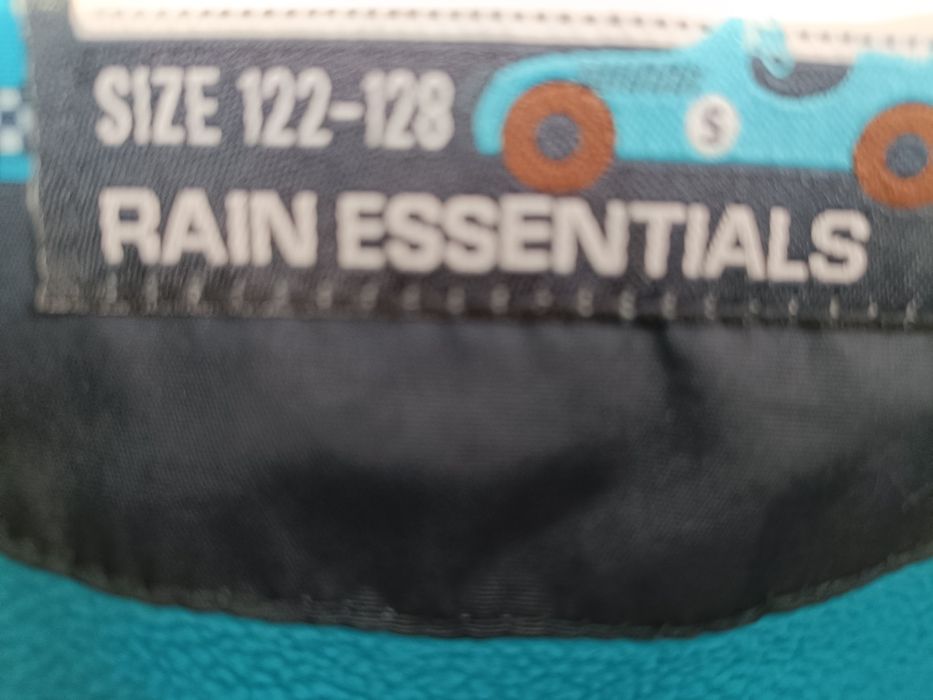 SIZE 122-128
S
RAIN ESSENTIALS